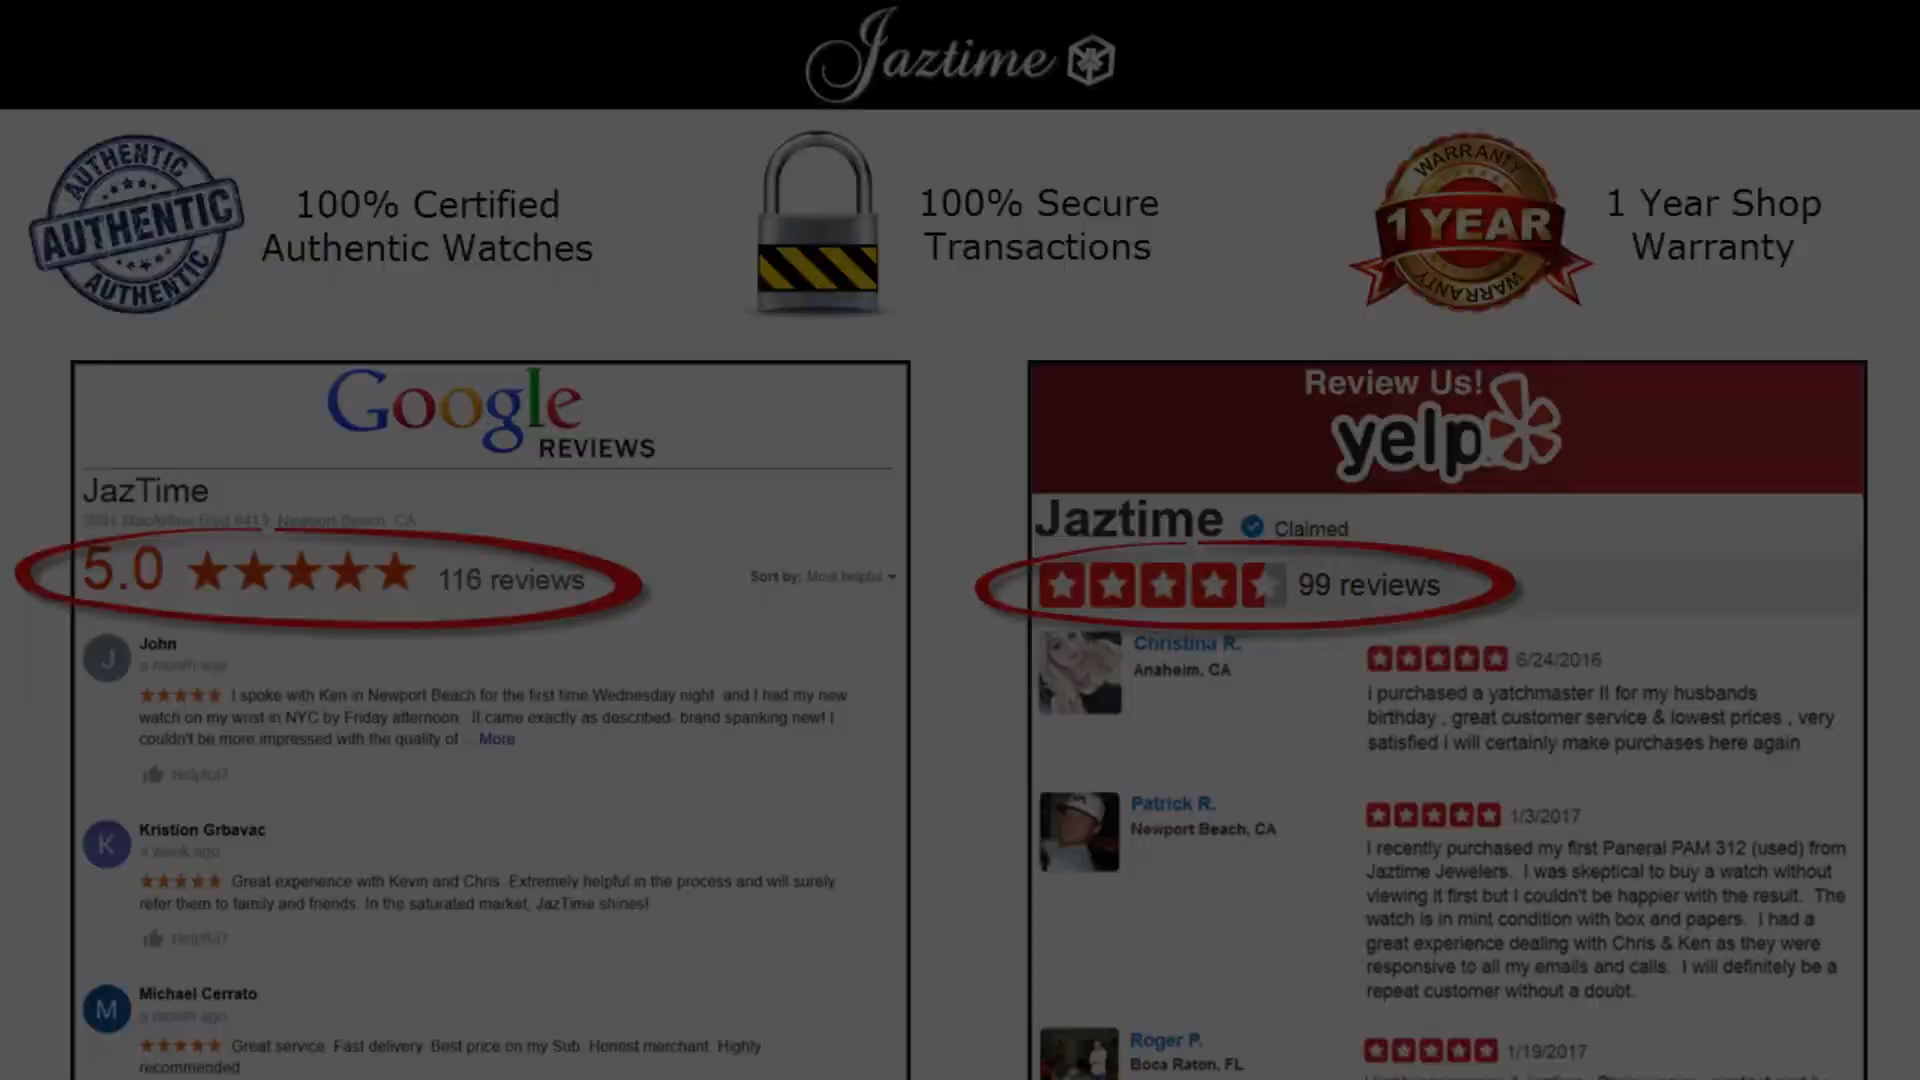 Jaztime
AUTHENTIC
AUTHENTIC
AUTHENTIC
100% Certified
Authentic Watches
100% Secure
Transactions
WARRANTY
1 YEAR
WARRANTY
1 Year Shop
Warranty
Google
REVIEWS
JazTime
Newport Beach, CA
5.0 116 reviews
Sort by: Most helpful
J
John
a month ago
I spoke with Ken in Newport Beach for the first time Wednesday night and I had my new
watch on my wrist in NYC by Friday afternoon. It came exactly as described- brand spanking new! I
couldn't be more impressed with the quality of ... More
Helpful?
K
Kristion Grbavac
a week ago
Great experience with Kevin and Chris. Extremely helpful in the process and will surely
refer them to family and friends. In the saturated market, JazTime shines!
Helpful?
M
Michael Cerrato
a month ago
Great service. Fast delivery. Best price on my Sub. Honest merchant. Highly
recommended
Review Us!
yelp
Jaztime Claimed
99 reviews
Christina R.
Anaheim, CA
6/24/2016
I purchased a yatchmaster II for my husbands
birthday , great customer service & lowest prices , very
satisfied I will certainly make purchases here again
Patrick R.
Newport Beach, CA
1/3/2017
I recently purchased my first Paneral PAM 312 (used) from
Jaztime Jewelers. I was skeptical to buy a watch without
viewing it first but I couldn't be happier with the result. The
watch is in mint condition with box and papers. I had a
great experience dealing with Chris & Ken as they were
responsive to all my emails and calls. I will definitely be a
repeat customer without a doubt.
Roger P.
Boca Raton, FL
1/19/2017